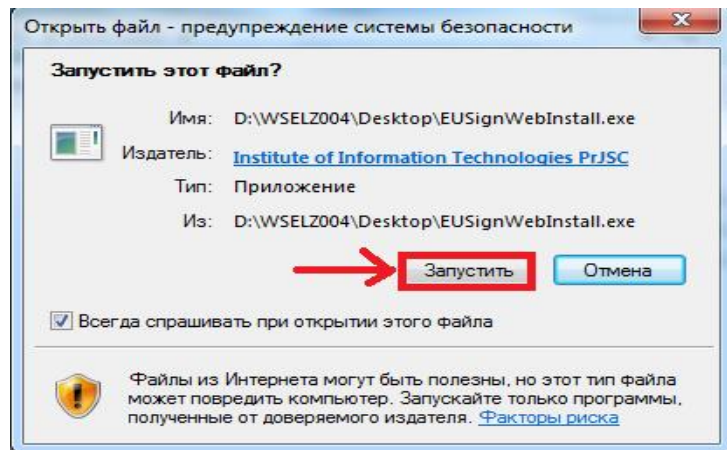 Открыть файл - предупреждение системы безопасности
Запустить этот файл?
Имя: D:\WSELZ004\Desktop\EUSignWebInstall.exe
Издатель: Institute of Information Technologies PrJSC
Тип: Приложение
Из: D:\WSELZ004\Desktop\EUSignWebInstall.exe
Запустить Отмена
Всегда спрашивать при открытии этого файла
Файлы из Интернета могут быть полезны, но этот тип файла
может повредить компьютер. Запускайте только программы,
полученные от доверяемого издателя. Факторы риска